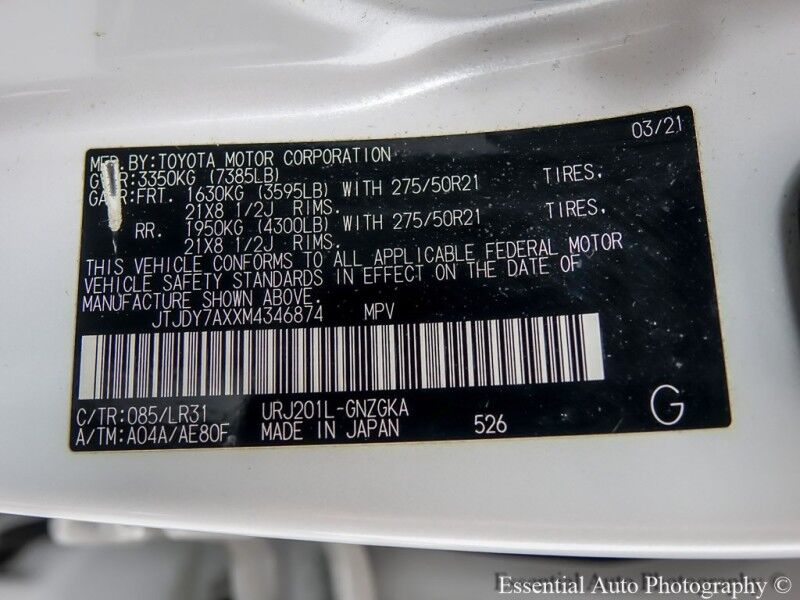 03/21
MFD.BY:TOYOTA MOTOR CORPORATION
3350KG (7385LB)
FRT. 1630KG (3595LB) WITH 275/50R21 TIRES.
21X8 1/2J RIMS.
RR. 1950KG (4300LB) WITH 275/50R21 TIRES.
21X8 1/2J RIMS.
THIS VEHICLE CONFORMS TO ALL APPLICABLE FEDERAL MOTOR
VEHICLE SAFETY STANDARDS IN EFFECT ON THE DATE OF
MANUFACTURE SHOWN ABOVE.
JTJDY7AXXM4346874 MPV
C/TR:085/LR31 URJ201L-GNZGKA
A/TM:A04A/AE80F MADE IN JAPAN 526 G
Essential Auto Photography ©